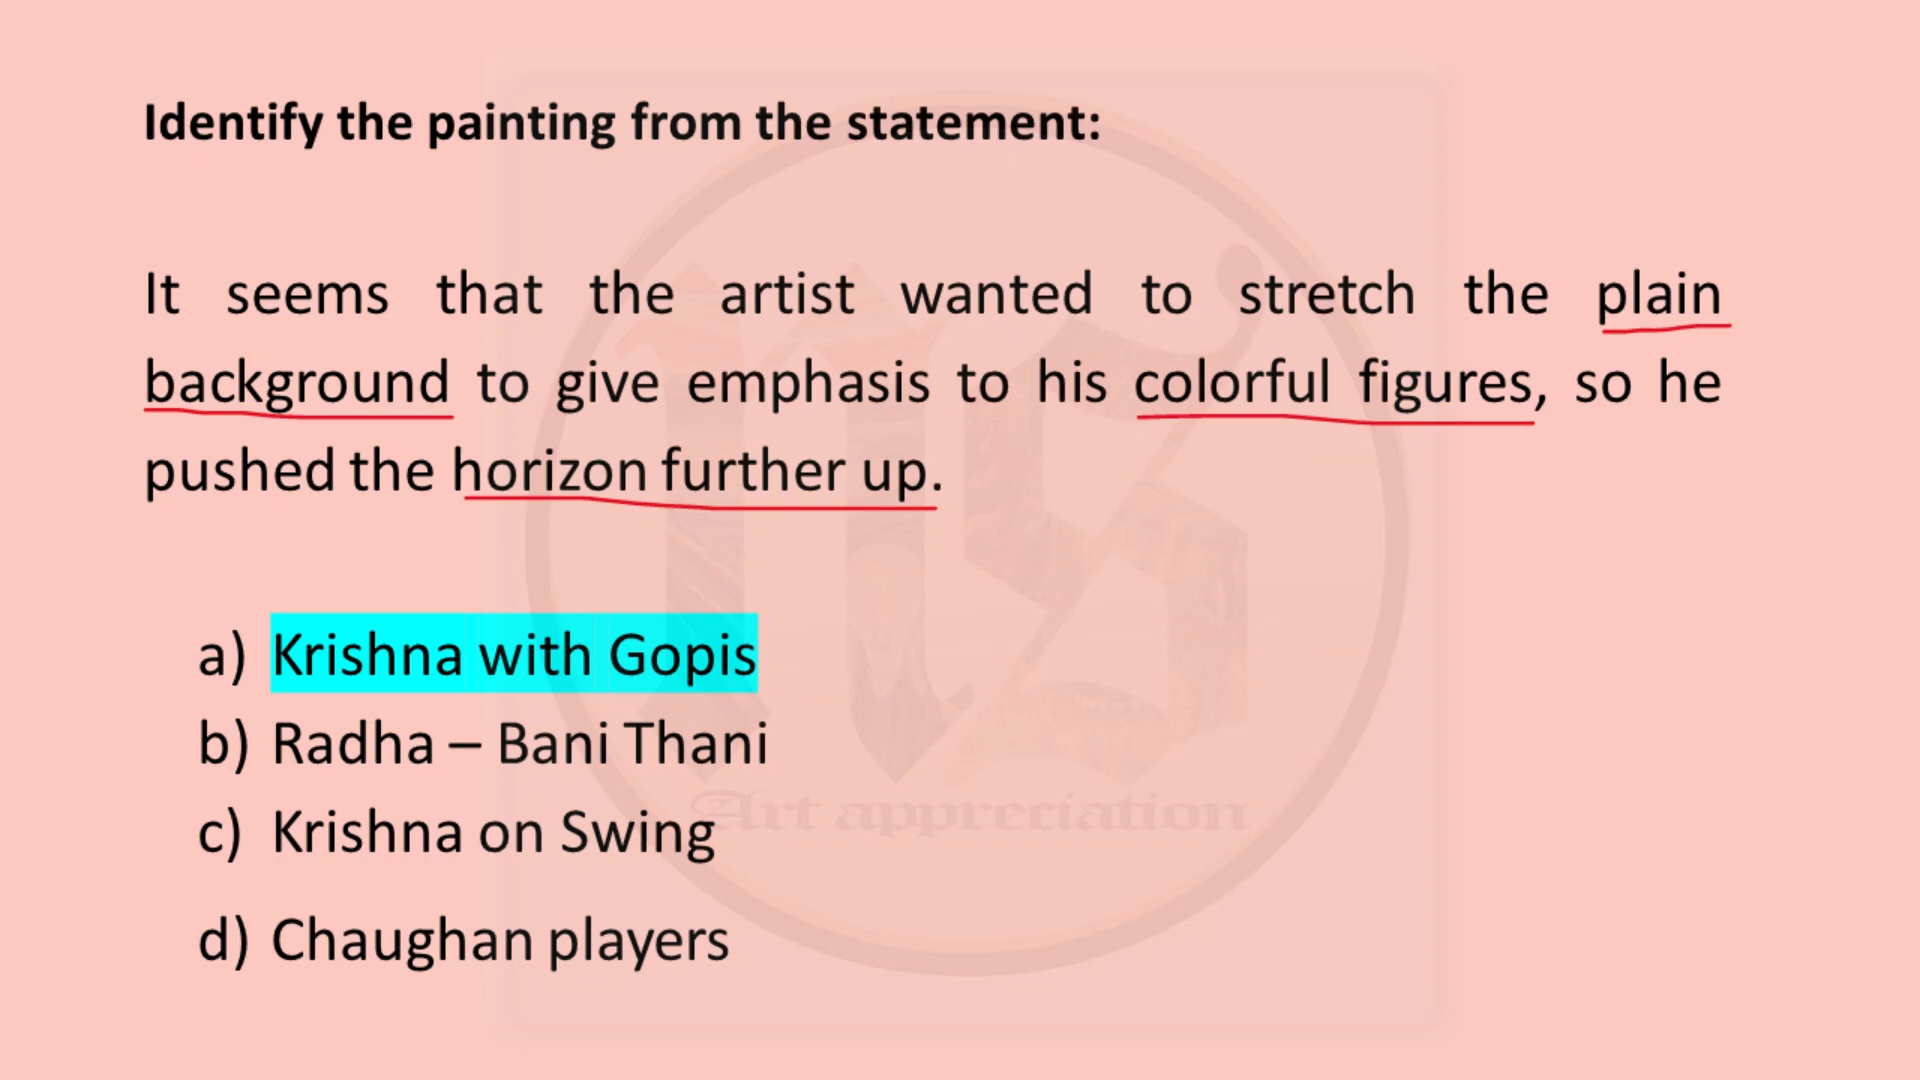 Identify the painting from the statement:
It seems that the artist wanted to stretch the plain
background to give emphasis to his colorful figures, so he
pushed the horizon further up.
a) Krishna with Gopis
b) Radha – Bani Thani
c) Krishna on Swing
Art appreciation
d) Chaughan players